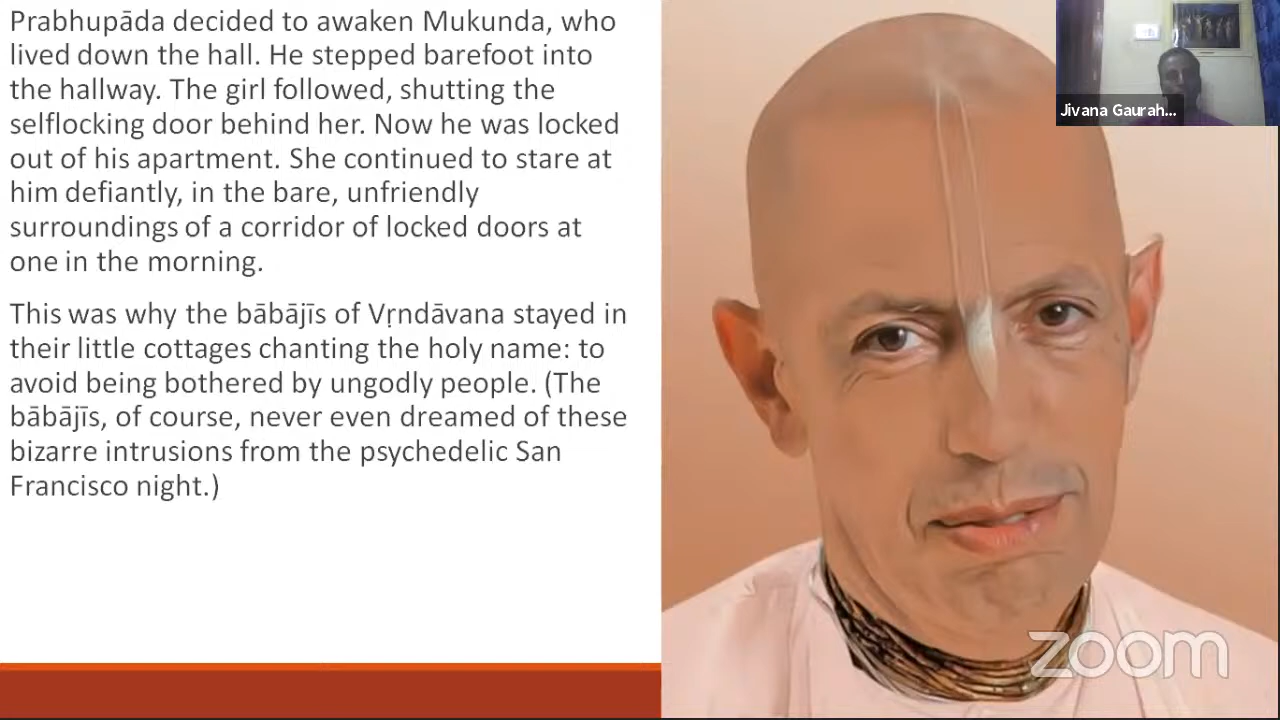 Prabhupāda decided to awaken Mukunda, who
lived down the hall. He stepped barefoot into
the hallway. The girl followed, shutting the
selflocking door behind her. Now he was locked
out of his apartment. She continued to stare at
him defiantly, in the bare, unfriendly
surroundings of a corridor of locked doors at
one in the morning.
This was why the bābājīs of Vṛndāvana stayed in
their little cottages chanting the holy name: to
avoid being bothered by ungodly people. (The
bābājīs, of course, never even dreamed of these
bizarre intrusions from the psychedelic San
Francisco night.)
Jivana Gaurah...
zoom